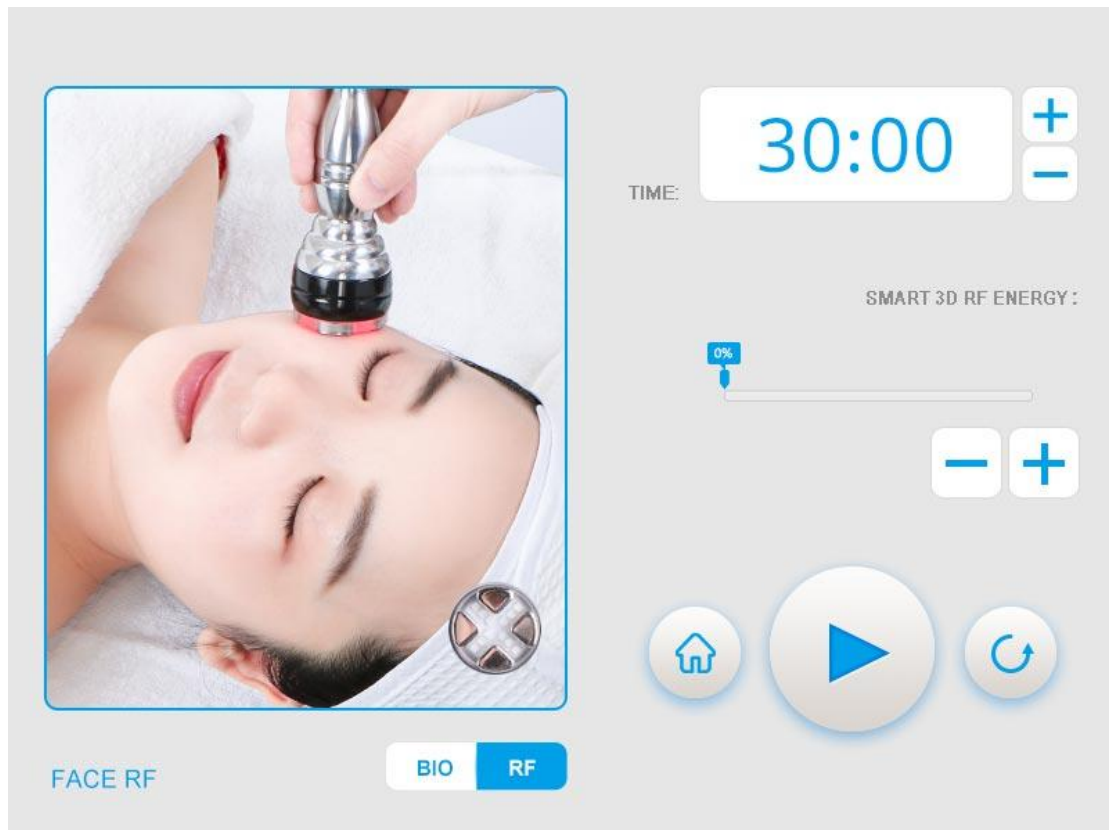 30:00
TIME:
SMART 3D RF ENERGY:
0%
FACE RF
BIO RF